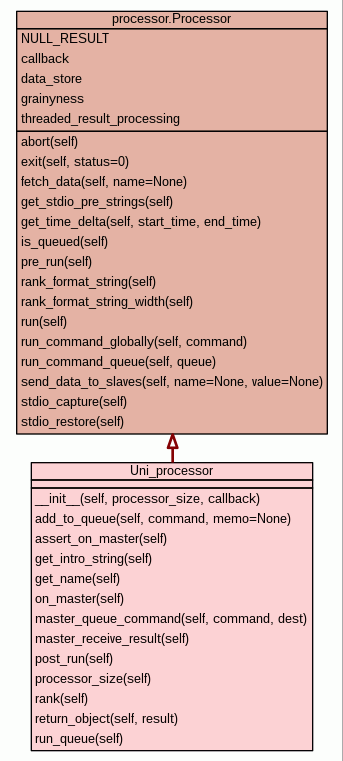 processor.Processor
NULL_RESULT
callback
data_store
grainyness
threaded_result_processing
abort(self)
exit(self, status=0)
fetch_data(self, name=None)
get_stdio_pre_strings(self)
get_time_delta(self, start_time, end_time)
is_queued(self)
pre_run(self)
rank_format_string(self)
rank_format_string_width(self)
run(self)
run_command_globally(self, command)
run_command_queue(self, queue)
send_data_to_slaves(self, name=None, value=None)
stdio_capture(self)
stdio_restore(self)
Uni_processor
__init__(self, processor_size, callback)
add_to_queue(self, command, memo=None)
assert_on_master(self)
get_intro_string(self)
get_name(self)
on_master(self)
master_queue_command(self, command, dest)
master_receive_result(self)
post_run(self)
processor_size(self)
rank(self)
return_object(self, result)
run_queue(self)